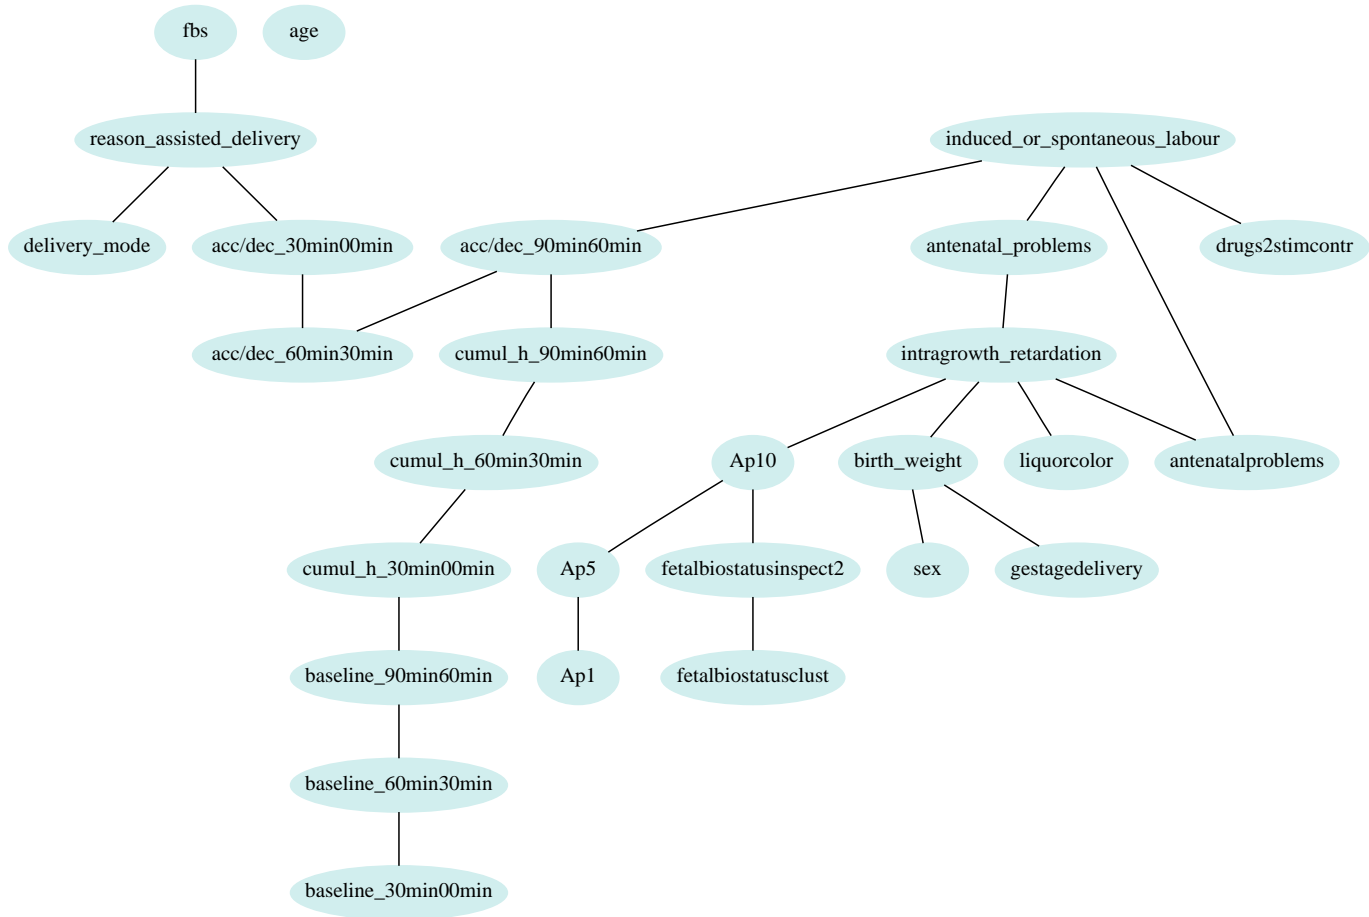 fbs
age
reason_assisted_delivery
induced_or_spontaneous_labour
delivery_mode
acc/dec_30min00min
acc/dec_90min60min
antenatal_problems
drugs2stimcontr
acc/dec_60min30min
cumul_h_90min60min
intragrowth_retardation
cumul_h_60min30min
Ap10
birth_weight
liquorcolor
antenatalproblems
cumul_h_30min00min
Ap5
fetalbiostatusinspect2
sex
gestagedelivery
baseline_90min60min
Ap1
fetalbiostatusclust
baseline_60min30min
baseline_30min00min